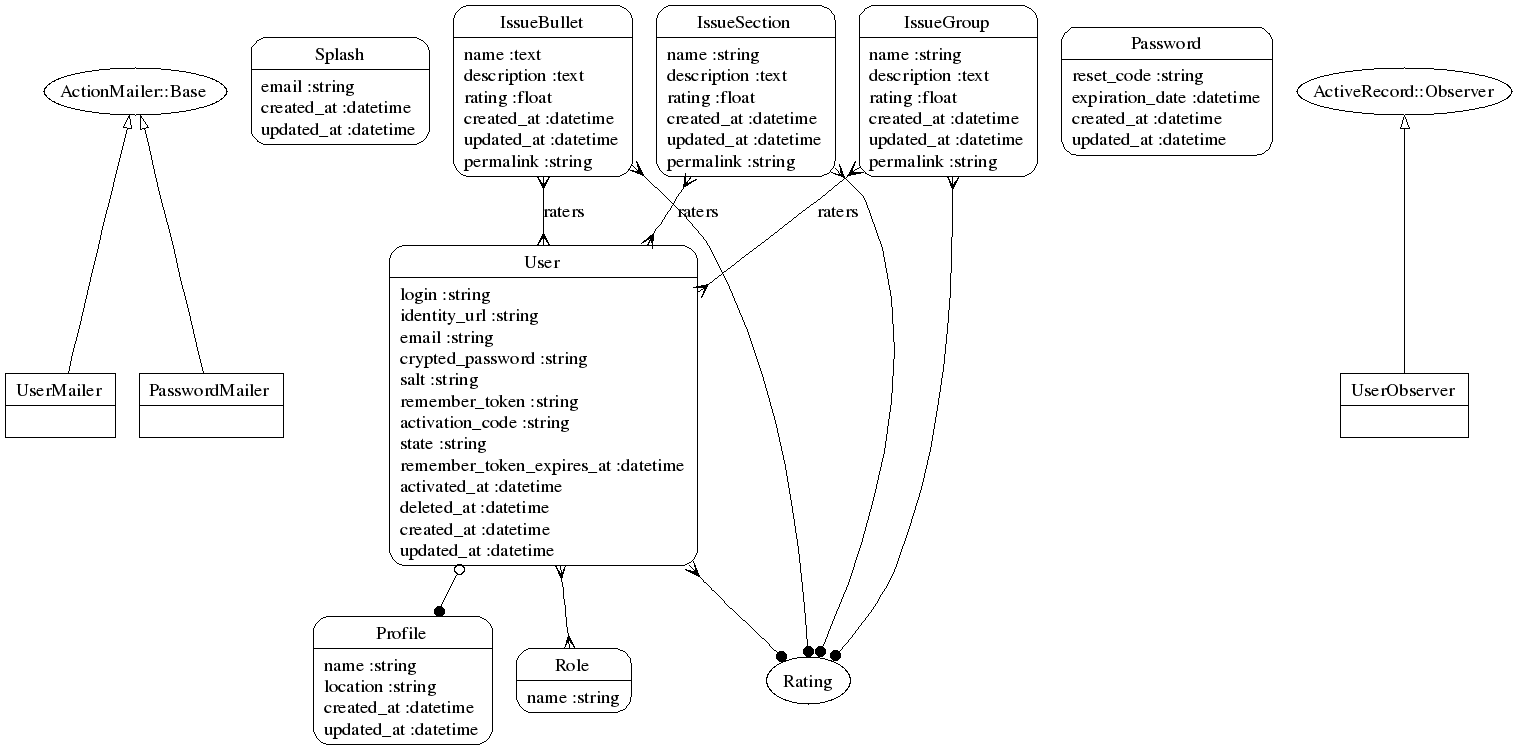 IssueBullet
name :text
description :text
rating :float
created_at :datetime
updated_at :datetime
permalink :string
IssueSection
name :string
description :text
rating :float
created_at :datetime
updated_at :datetime
permalink :string
IssueGroup
name :string
description :text
rating :float
created_at :datetime
updated_at :datetime
permalink :string
Splash
email :string
created_at :datetime
updated_at :datetime
Password
reset_code :string
expiration_date :datetime
created_at :datetime
updated_at :datetime
ActionMailer::Base
ActiveRecord::Observer
raters
raters
raters
User
login :string
identity_url :string
email :string
crypted_password :string
salt :string
remember_token :string
activation_code :string
state :string
remember_token_expires_at :datetime
activated_at :datetime
deleted_at :datetime
created_at :datetime
updated_at :datetime
UserMailer
PasswordMailer
UserObserver
Profile
name :string
location :string
created_at :datetime
updated_at :datetime
Role
name :string
Rating